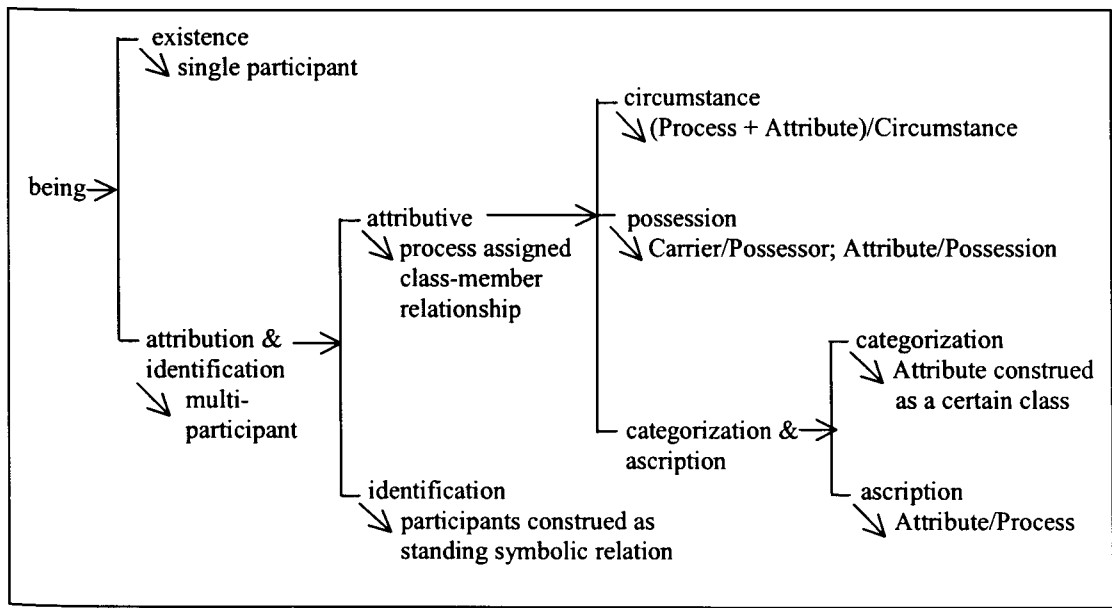 existence
single participant
being
attribution &
identification
multi-
participant
attributive
process assigned
class-member
relationship
identification
participants construed as
standing symbolic relation
circumstance
(Process + Attribute)/Circumstance
possession
Carrier/Possessor; Attribute/Possession
categorization &
ascription
categorization
Attribute construed
as a certain class
ascription
Attribute/Process